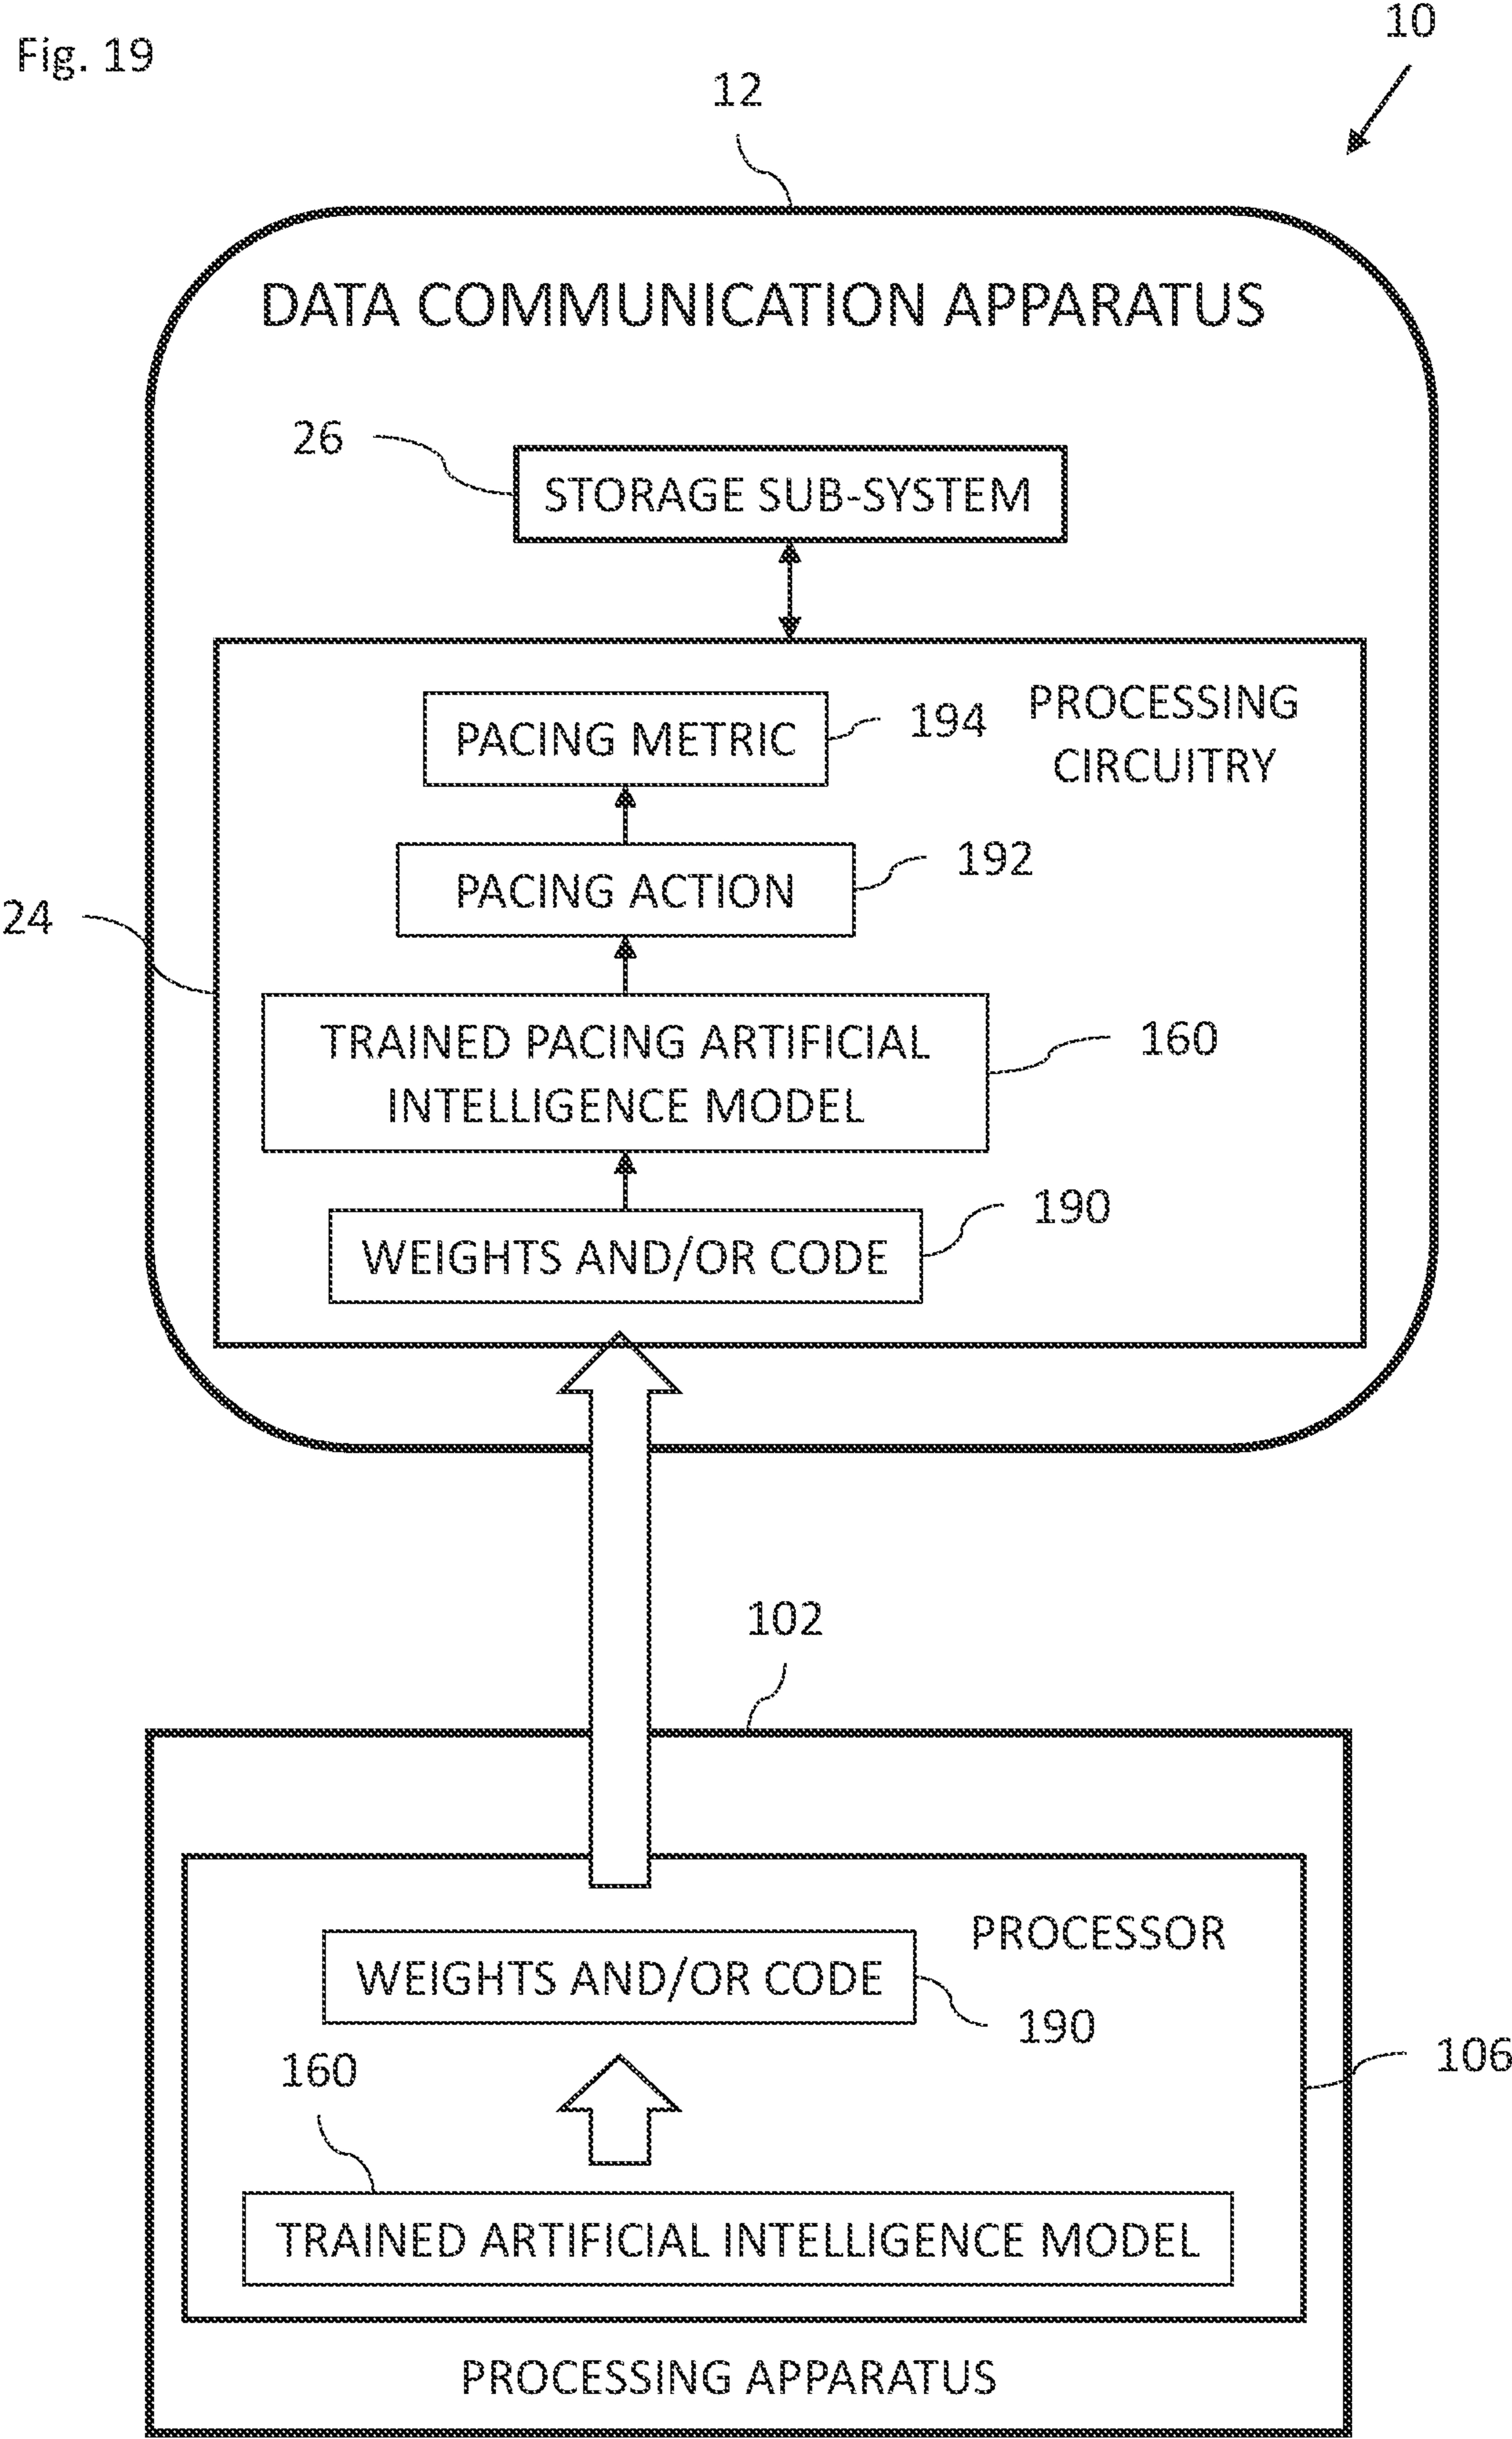 Fig. 19
10
12
DATA COMMUNICATION APPARATUS
26
STORAGE SUB-SYSTEM
PROCESSING
CIRCUITRY
PACING METRIC
194
PACING ACTION
192
24
TRAINED PACING ARTIFICIAL
INTELLIGENCE MODEL
160
WEIGHTS AND/OR CODE
190
102
PROCESSOR
WEIGHTS AND/OR CODE
190
106
160
TRAINED ARTIFICIAL INTELLIGENCE MODEL
PROCESSING APPARATUS